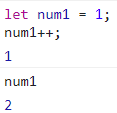 let num1 = 1;
num1++;
1
num1
2